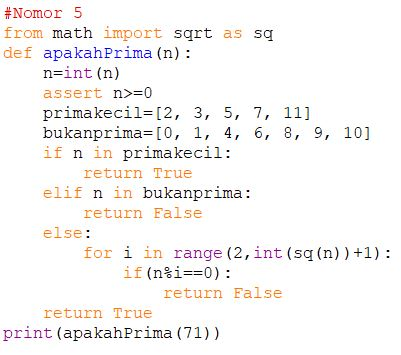 #Nomor 5
from math import sqrt as sq
def apakahPrima(n):
    n=int(n)
    assert n>=0
    primakecil=[2, 3, 5, 7, 11]
    bukanprima=[0, 1, 4, 6, 8, 9, 10]
    if n in primakecil:
        return True
    elif n in bukanprima:
        return False
    else:
        for i in range(2,int(sq(n))+1):
            if(n%i==0):
                return False
    return True
print(apakahPrima(71))